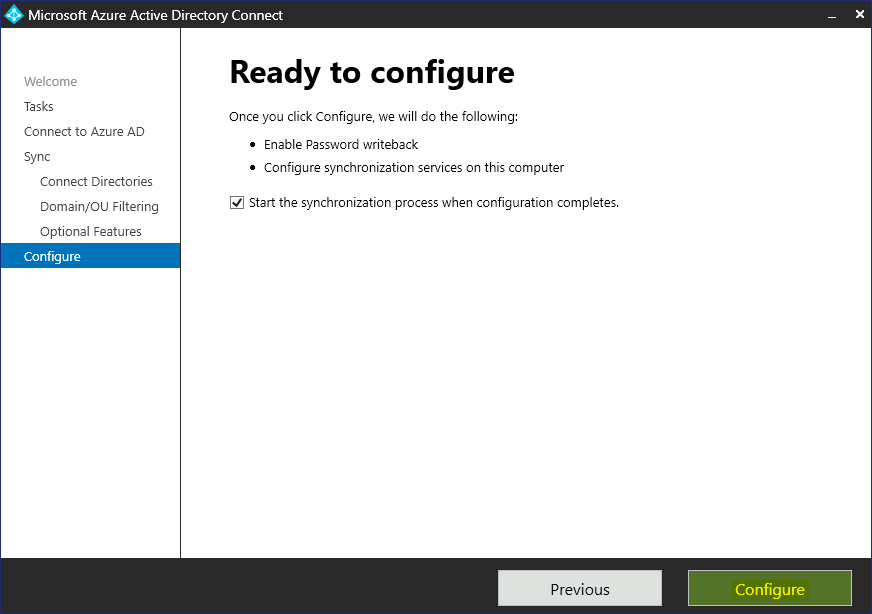 Microsoft Azure Active Directory Connect
Welcome
Tasks
Connect to Azure AD
Sync
Connect Directories
Domain/OU Filtering
Optional Features
Configure
Ready to configure
Once you click Configure, we will do the following:
• Enable Password writeback
• Configure synchronization services on this computer
Start the synchronization process when configuration completes.
Previous
Configure